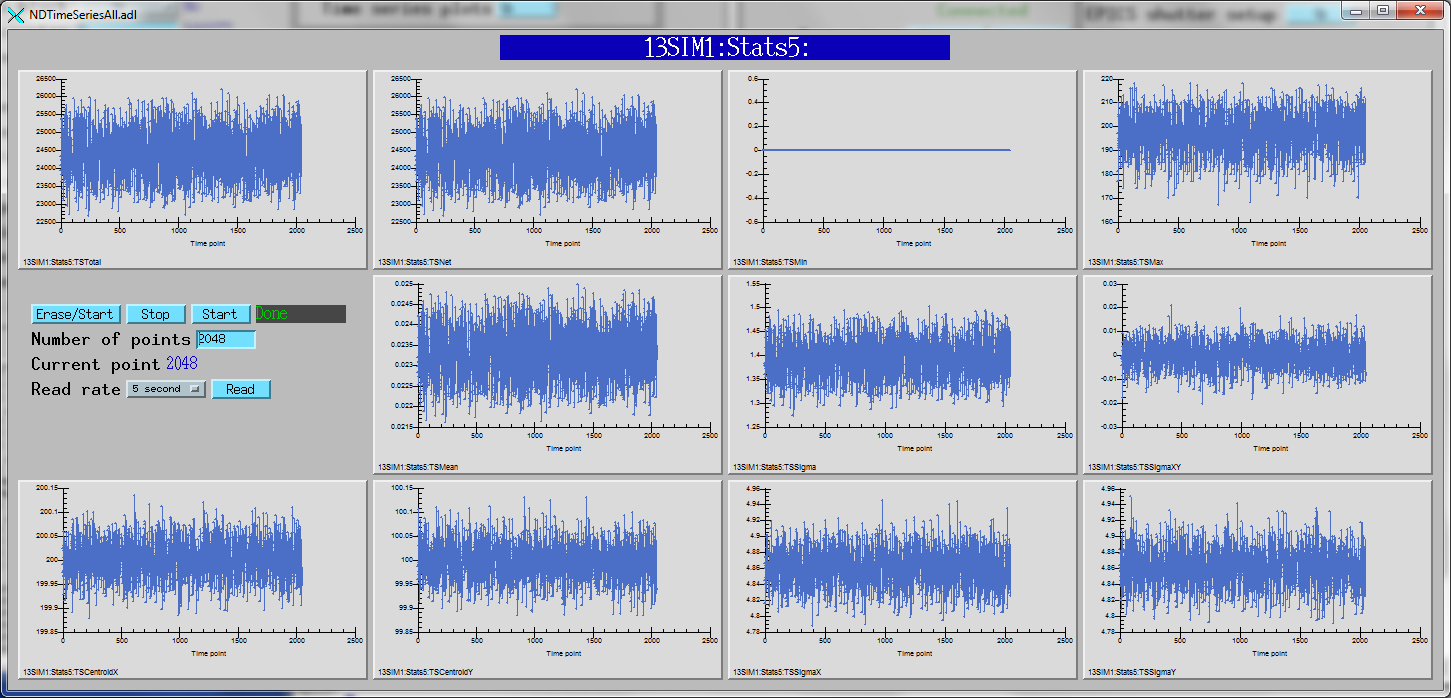 Time series plots
Connected
EPICS shutter setup
NDTimeSeriesAll.adl
13SIM1:Stats5:
26500
26000
25500
25000
24500
24000
23500
23000
22500
0 500 1000 1500 2000 2500
Time point
13SIM1:Stats5:TSTotal
26500
26000
25500
25000
24500
24000
23500
23000
22500
0 500 1000 1500 2000 2500
Time point
13SIM1:Stats5:TSNet
0.6
0.4
0.2
0
-0.2
-0.4
-0.6
0 500 1000 1500 2000 2500
Time point
13SIM1:Stats5:TSMin
220
210
200
190
180
170
160
0 500 1000 1500 2000 2500
Time point
13SIM1:Stats5:TSMax
Erase/Start Stop Start Done
Number of points 2048
Current point 2048
Read rate 5 second Read
0.025
0.0245
0.024
0.0235
0.023
0.0225
0.022
0.0215
0 500 1000 1500 2000 2500
Time point
13SIM1:Stats5:TSMean
1.55
1.5
1.45
1.4
1.35
1.3
1.25
0 500 1000 1500 2000 2500
Time point
13SIM1:Stats5:TSSigma
0.03
0.02
0.01
0
-0.01
-0.02
-0.03
0 500 1000 1500 2000 2500
Time point
13SIM1:Stats5:TSSigmaXY
200.15
200.1
200.05
200
199.95
199.9
199.85
0 500 1000 1500 2000 2500
Time point
13SIM1:Stats5:TSCentroidX
100.15
100.1
100.05
100
99.95
99.9
99.85
0 500 1000 1500 2000 2500
Time point
13SIM1:Stats5:TSCentroidY
4.96
4.94
4.92
4.9
4.88
4.86
4.84
4.82
4.8
4.78
0 500 1000 1500 2000 2500
Time point
13SIM1:Stats5:TSSigmaX
4.96
4.94
4.92
4.9
4.88
4.86
4.84
4.82
4.8
4.78
0 500 1000 1500 2000 2500
Time point
13SIM1:Stats5:TSSigmaY